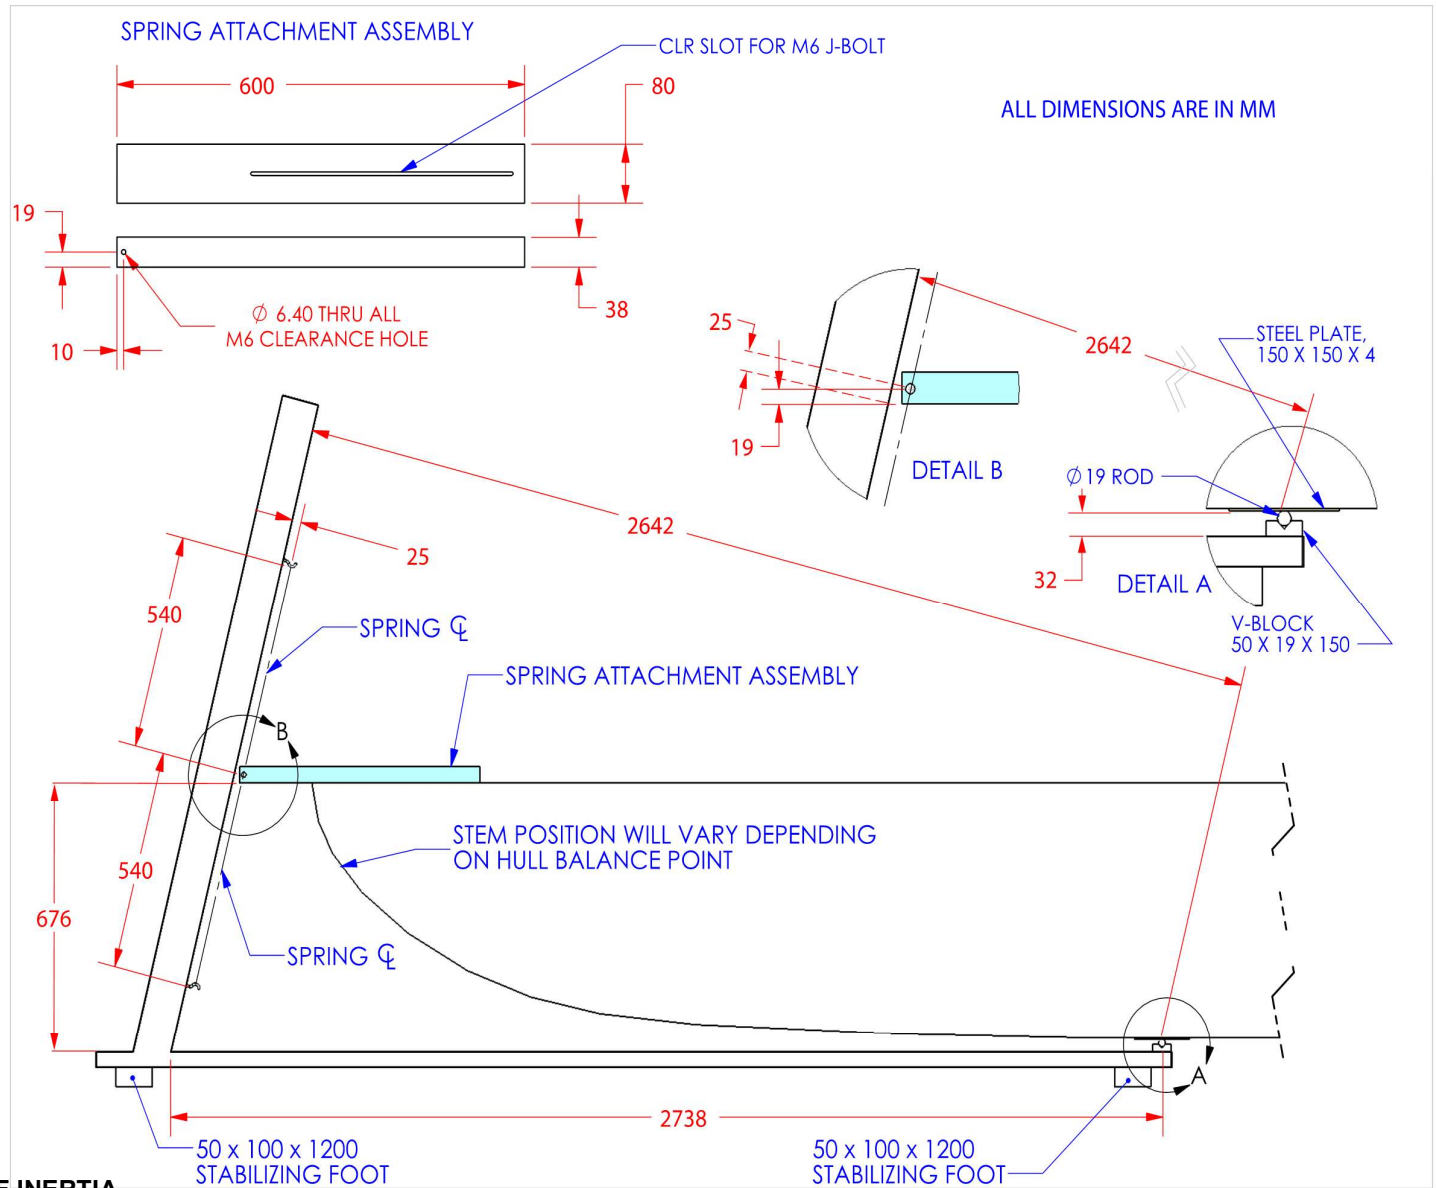 SPRING ATTACHMENT ASSEMBLY
CLR SLOT FOR M6 J-BOLT
600
80
ALL DIMENSIONS ARE IN MM
19
38
Ø 6.40 THRU ALL
M6 CLEARANCE HOLE
10
25
2642
STEEL PLATE,
150 X 150 X 4
19
DETAIL B
Ø 19 ROD
32
DETAIL A
V-BLOCK
50 X 19 X 150
2642
25
540
SPRING ℄
SPRING ATTACHMENT ASSEMBLY
B
STEM POSITION WILL VARY DEPENDING
ON HULL BALANCE POINT
540
676
SPRING ℄
A
2738
50 x 100 x 1200
STABILIZING FOOT
50 x 100 x 1200
STABILIZING FOOT